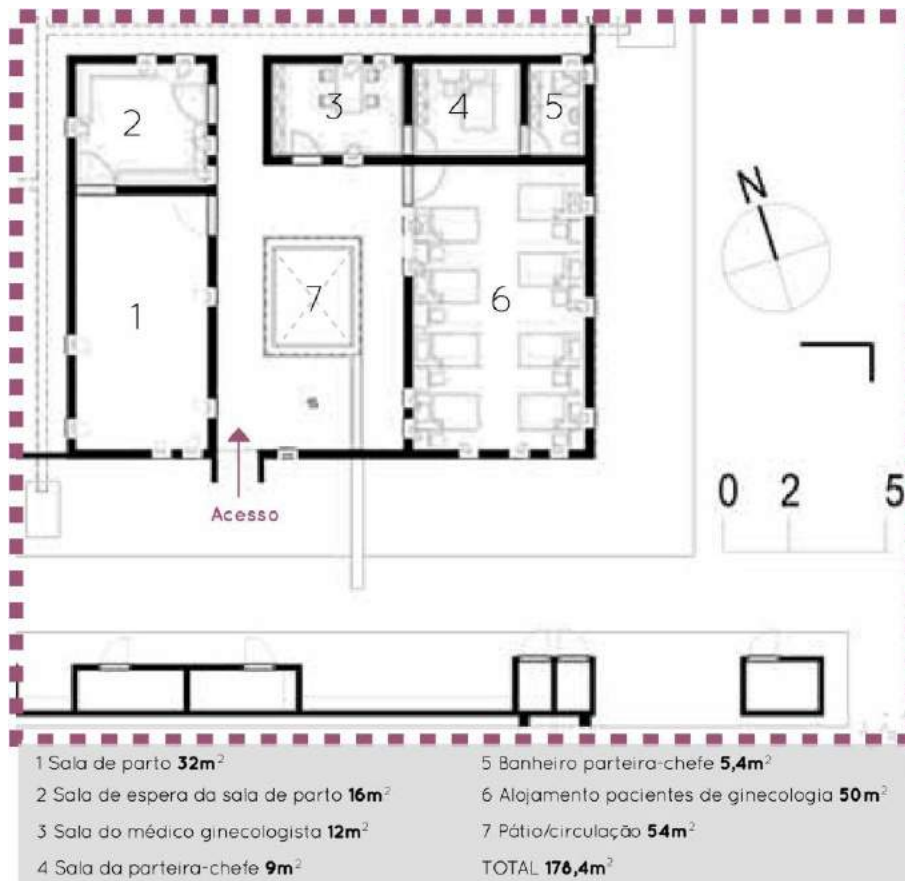 2
3
4
5
N
1
7
6
Acesso
0 2 5
1 Sala de parto 32m²
2 Sala de espera da sala de parto 16m²
3 Sala do médico ginecologista 12m²
4 Sala da parteira-chefe 9m²
5 Banheiro parteira-chefe 5,4m²
6 Alojamento pacientes de ginecologia 50m²
7 Pátio/circulação 54m²
TOTAL 178,4m²